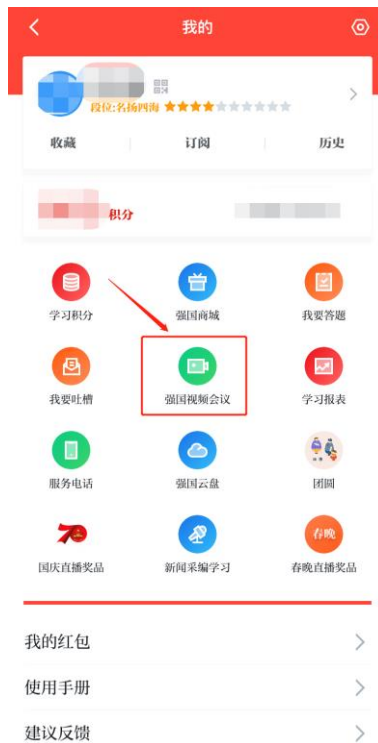 我的
段位:名扬四海
收藏
订阅
历史
积分
学习积分
强国商城
我要答题
我要吐槽
强国视频会议
学习报表
服务电话
强国云盘
团圆
70
春晚
国庆直播奖品
新闻采编学习
春晚直播奖品
我的红包
使用手册
建议反馈